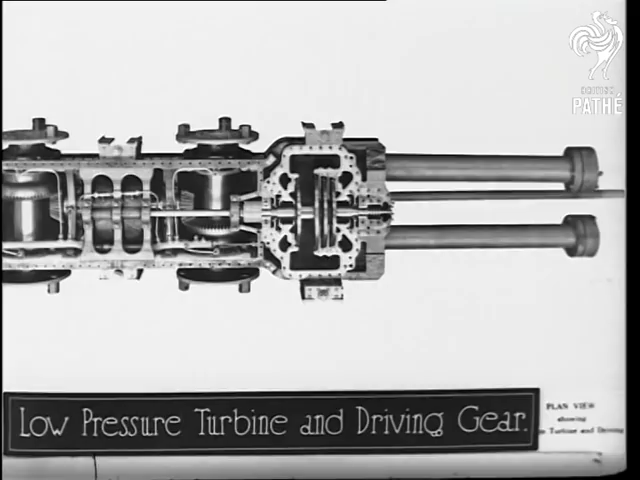 BRITISH
PATHÉ
Low Pressure Turbine and Driving Gear.
PLAN VIEW
showing
Turbine and Driving